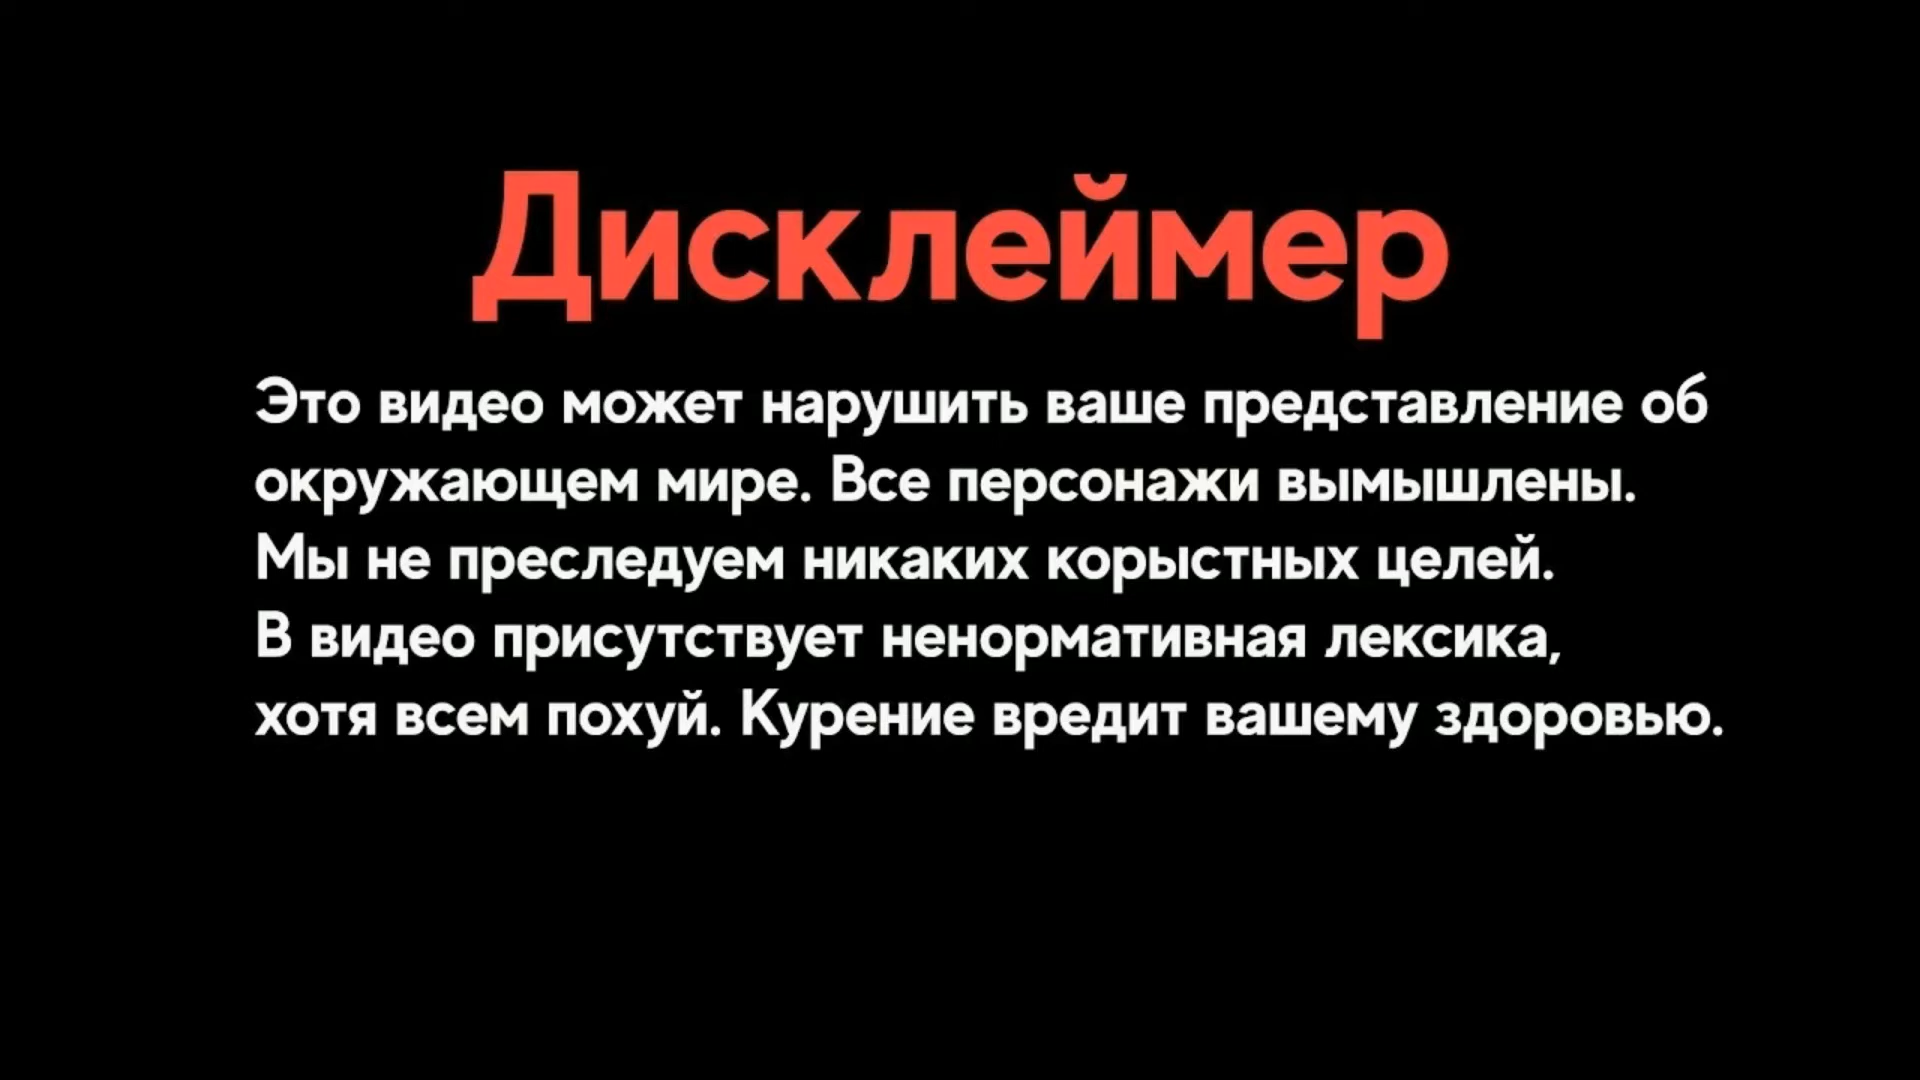 Дисклеймер
Это видео может нарушить ваше представление об
окружающем мире. Все персонажи вымышлены.
Мы не преследуем никаких корыстных целей.
В видео присутствует ненормативная лексика,
хотя всем похуй. Курение вредит вашему здоровью.